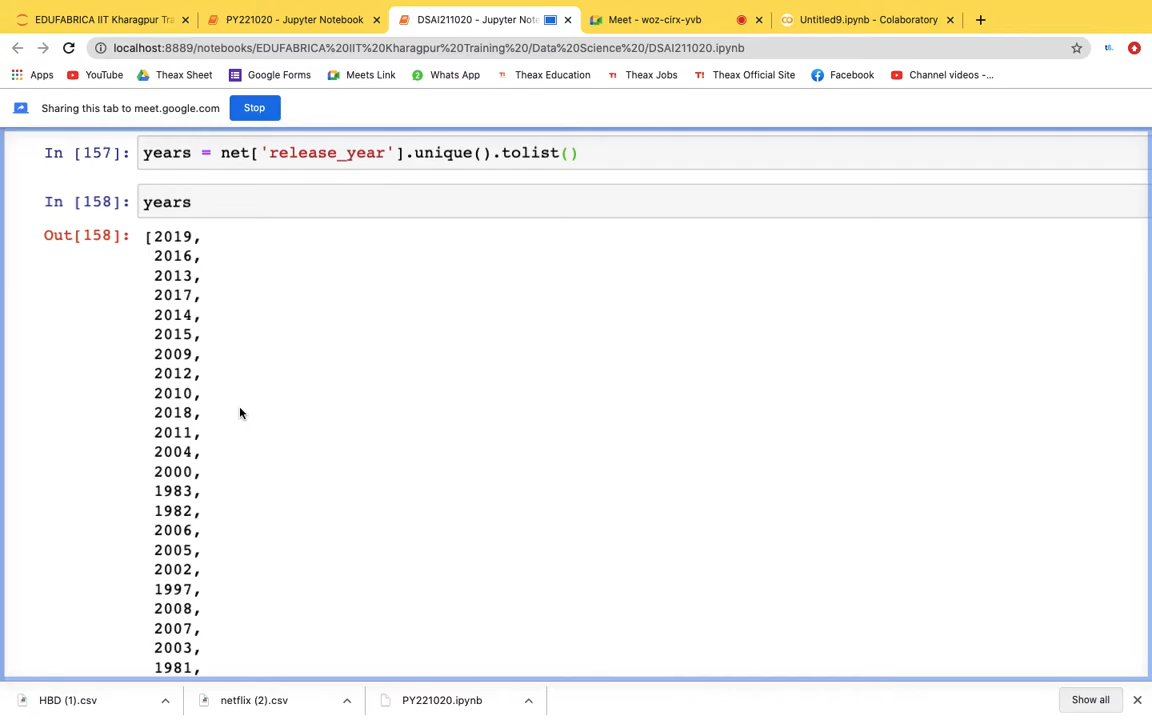 EDUFABRICA IIT Kharagpur Tra
PY221020 - Jupyter Notebook
DSAI211020 - Jupyter Note
Meet - woz-cirx-yvb
Untitled9.ipynb - Colaboratory
localhost:8889/notebooks/EDUFABRICA%20IIT%20Kharagpur%20Training%20/Data%20Science%20/DSAI211020.ipynb
Apps
YouTube
Theax Sheet
Google Forms
Meets Link
2 Whats App
TI Theax Education
TI Theax Jobs
T! Theax Official Site
Facebook
Channel videos -...
Sharing this tab to meet.google.com
Stop
In [157]: years = net['release_year'].unique().tolist()
In [158]: years
Out[158]: [2019,
2016,
2013,
2017,
2014,
2015,
2009,
2012,
2010,
2018,
2011,
2004,
2000,
1983,
1982,
2006,
2005,
2002,
1997,
2008,
2007,
2003,
1981,
HBD (1).csv
netflix (2).csv
PY221020.ipynb
Show all